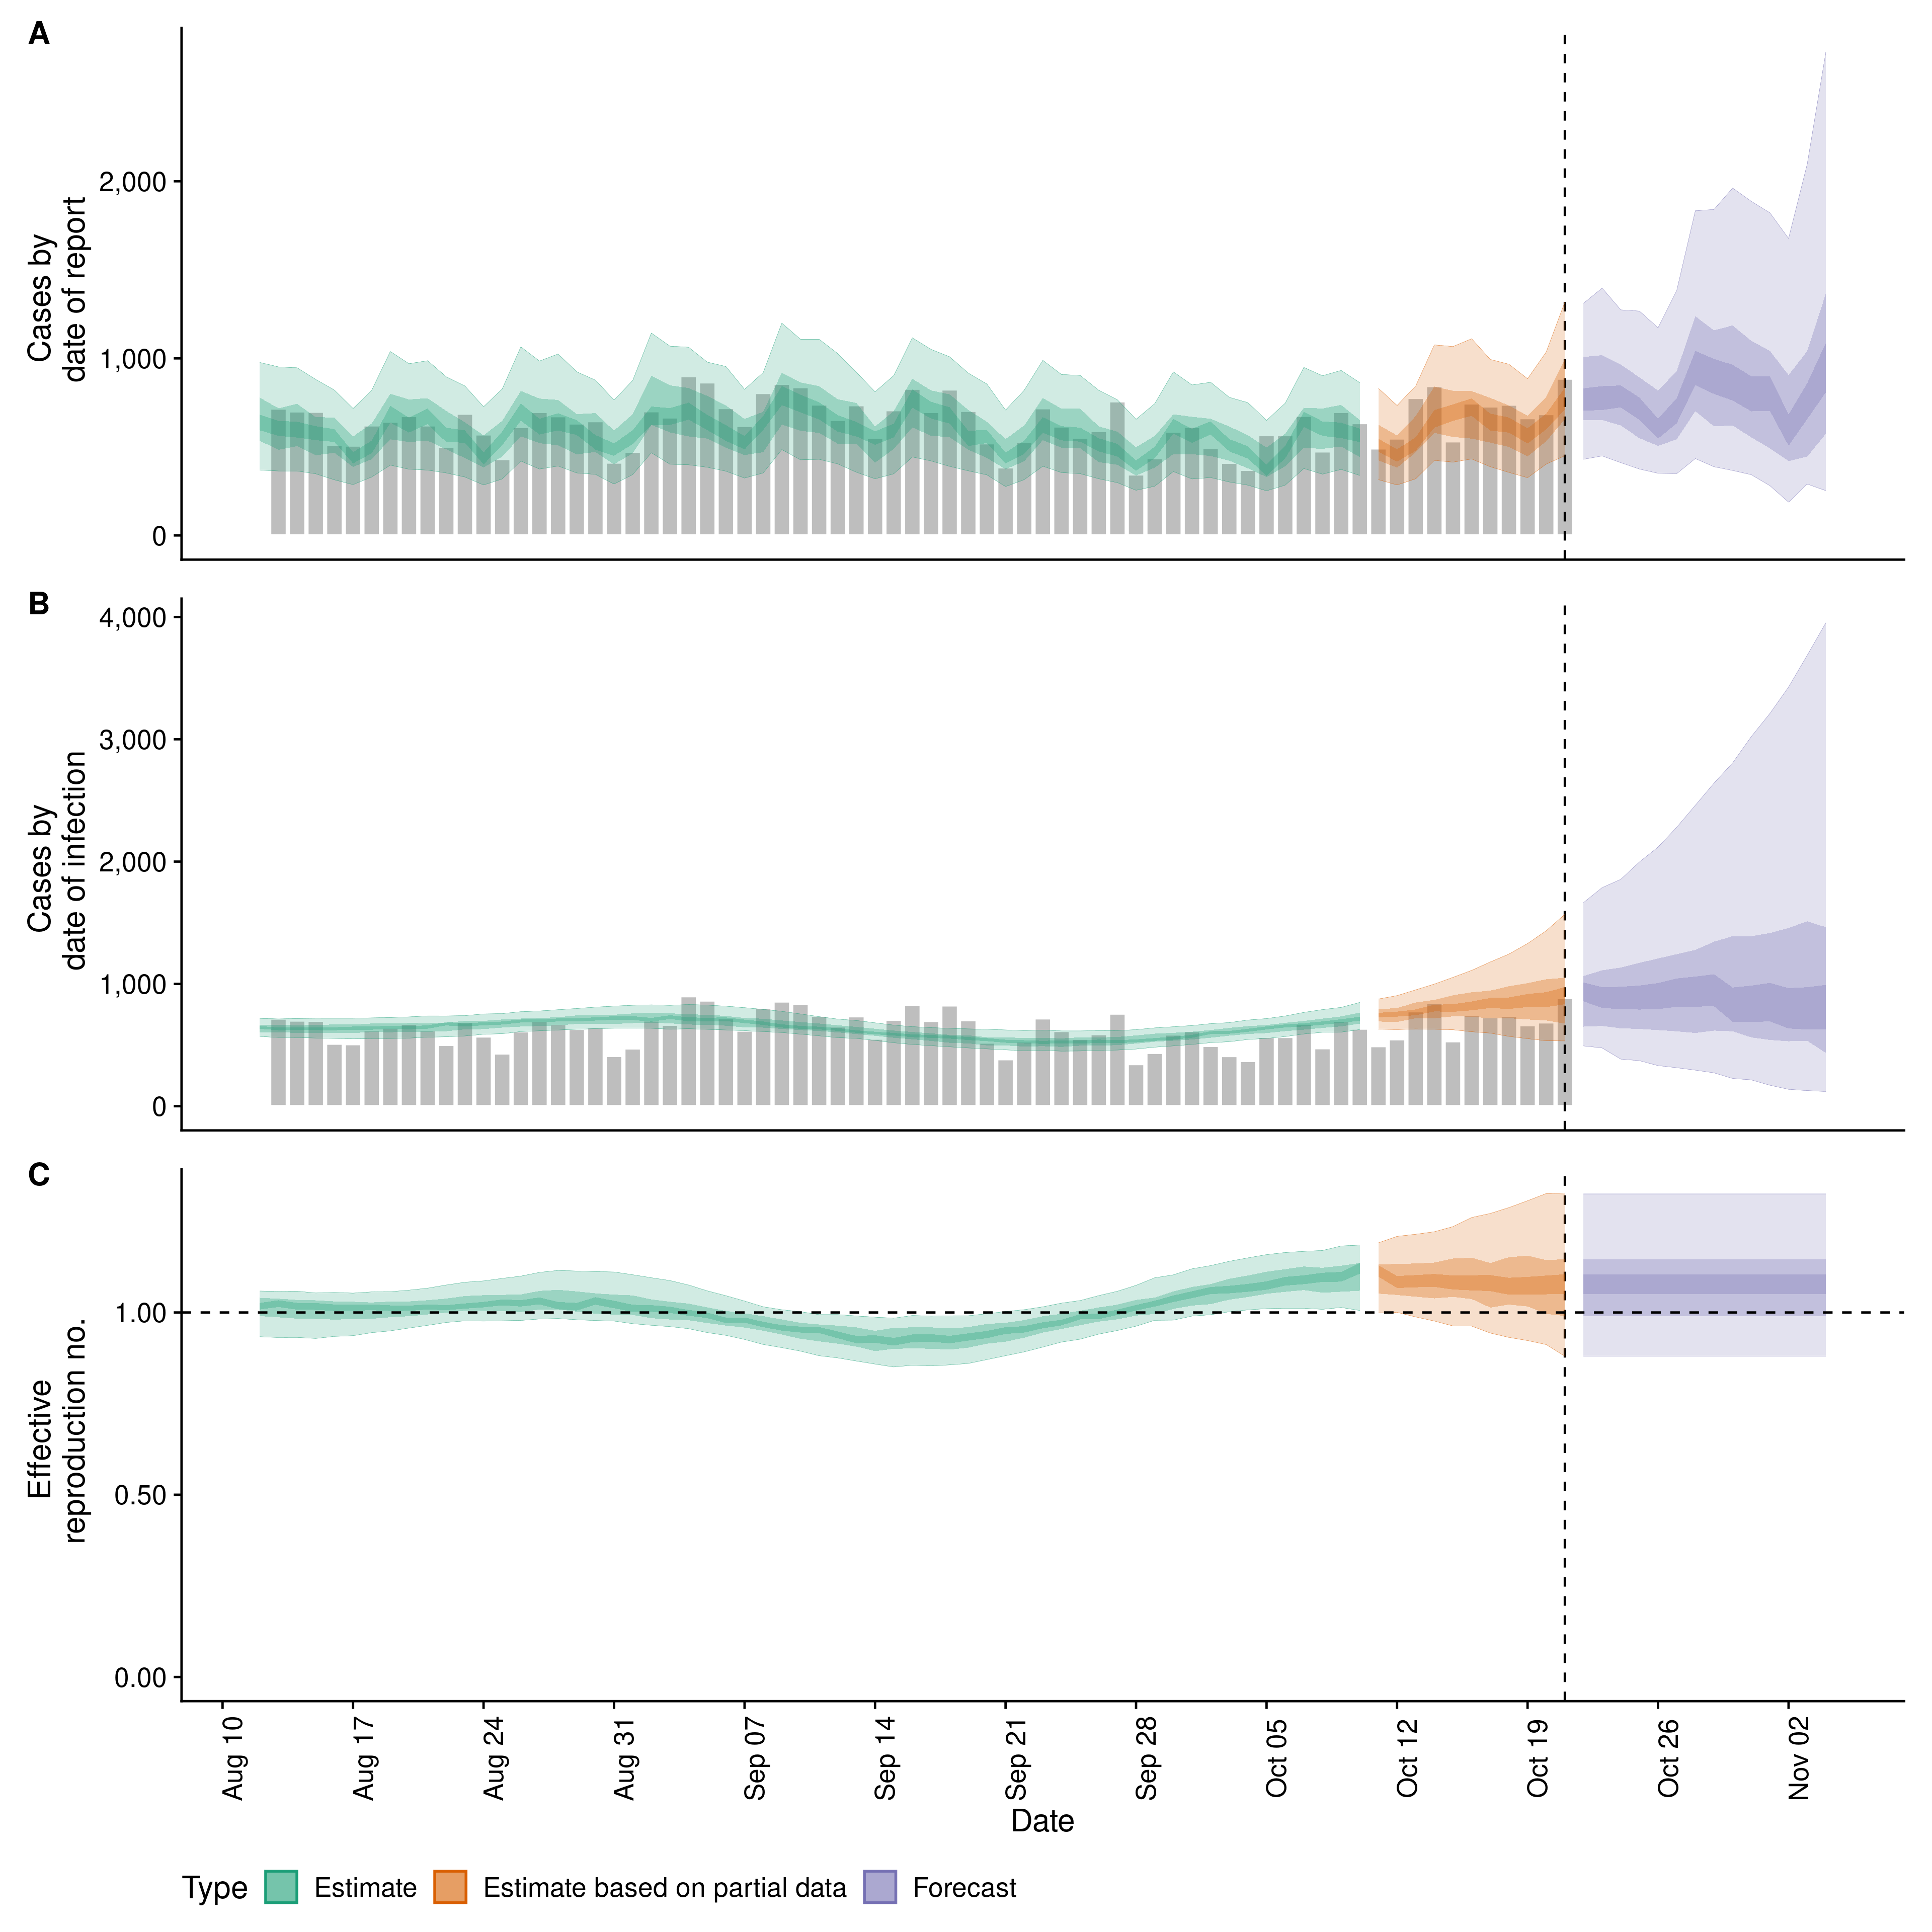 A
Cases by
date of report
2,000
1,000
0
B
Cases by
date of infection
4,000
3,000
2,000
1,000
0
C
Effective
reproduction no.
1.00
0.50
0.00
Aug 10
Aug 17
Aug 24
Aug 31
Sep 07
Sep 14
Sep 21
Sep 28
Oct 05
Oct 12
Oct 19
Oct 26
Nov 02
Date
Type Estimate Estimate based on partial data Forecast